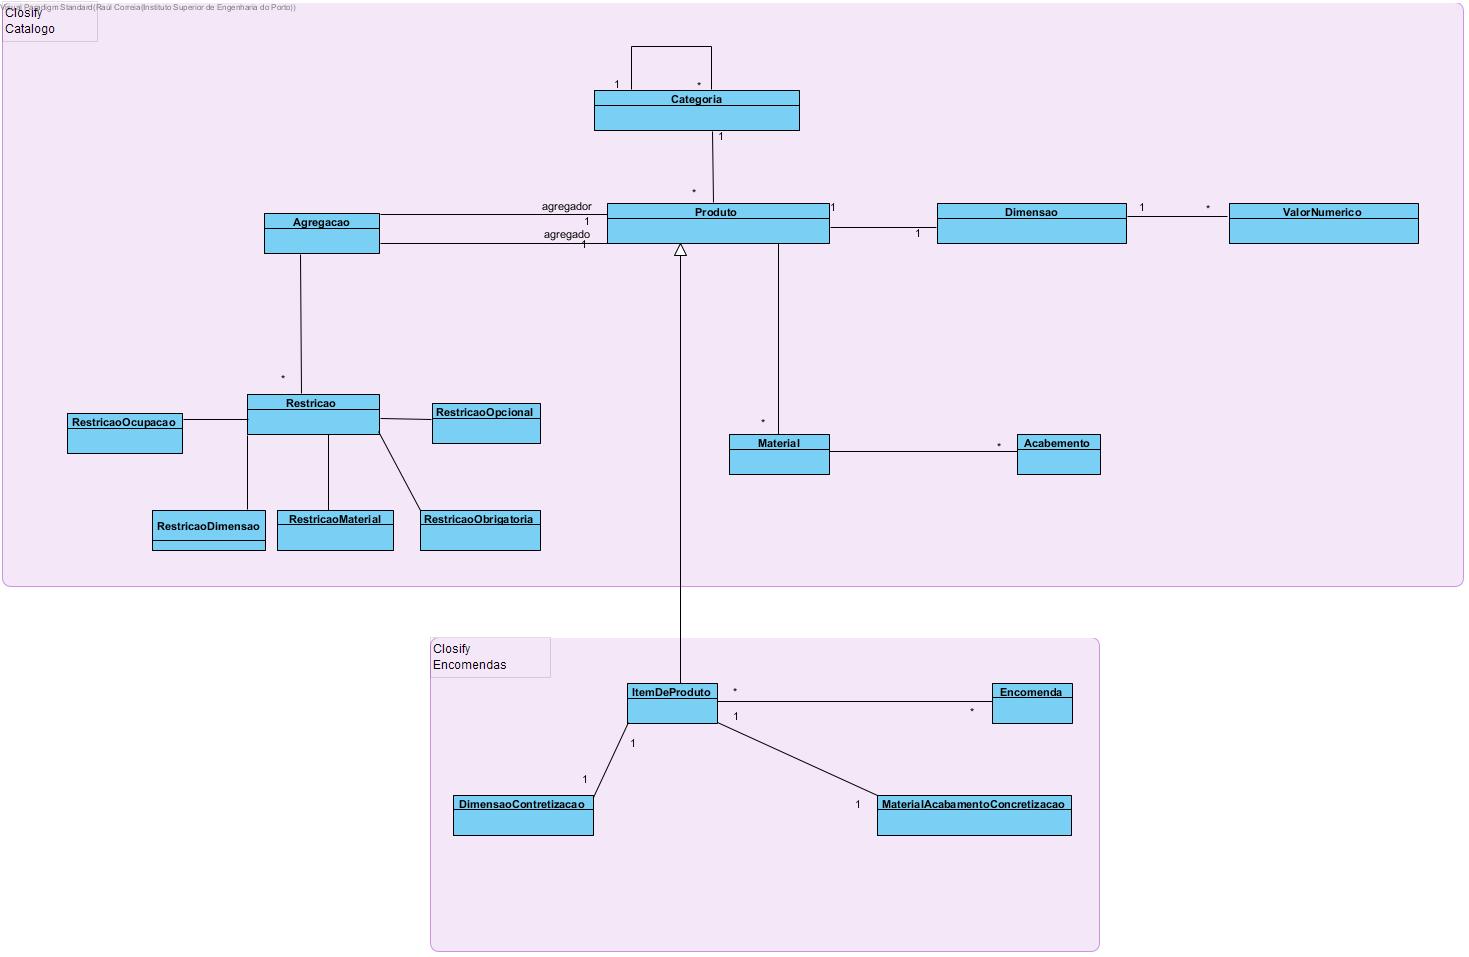 Visual Paradigm Standard(Raúl Correia(Instituto Superior de Engenharia do Porto))
Closify
Catalogo
1
*
Categoria
1
*
agregador
1
Produto
1
Dimensao
1
*
ValorNumerico
Agregacao
agregado
1
1
*
Restricao
RestricaoOpcional
RestricaoOcupacao
*
Material
*
Acabemento
RestricaoDimensao
RestricaoMaterial
RestricaoObrigatoria
Closify
Encomendas
ItemDeProduto
*
Encomenda
*
1
1
1
DimensaoContretizacao
1
MaterialAcabamentoConcretizacao